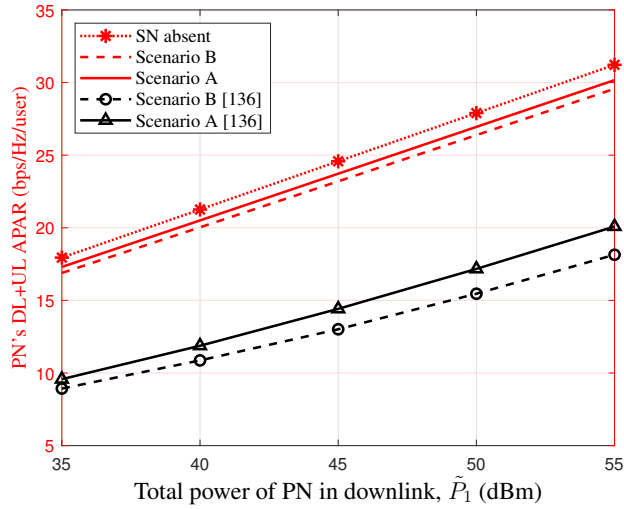 35
30
25
20
15
10
5
PN's DL+UL APAR (bps/Hz/user)
SN absent
Scenario B
Scenario A
Scenario B [136]
Scenario A [136]
35 40 45 50 55
Total power of PN in downlink, P̃₁ (dBm)